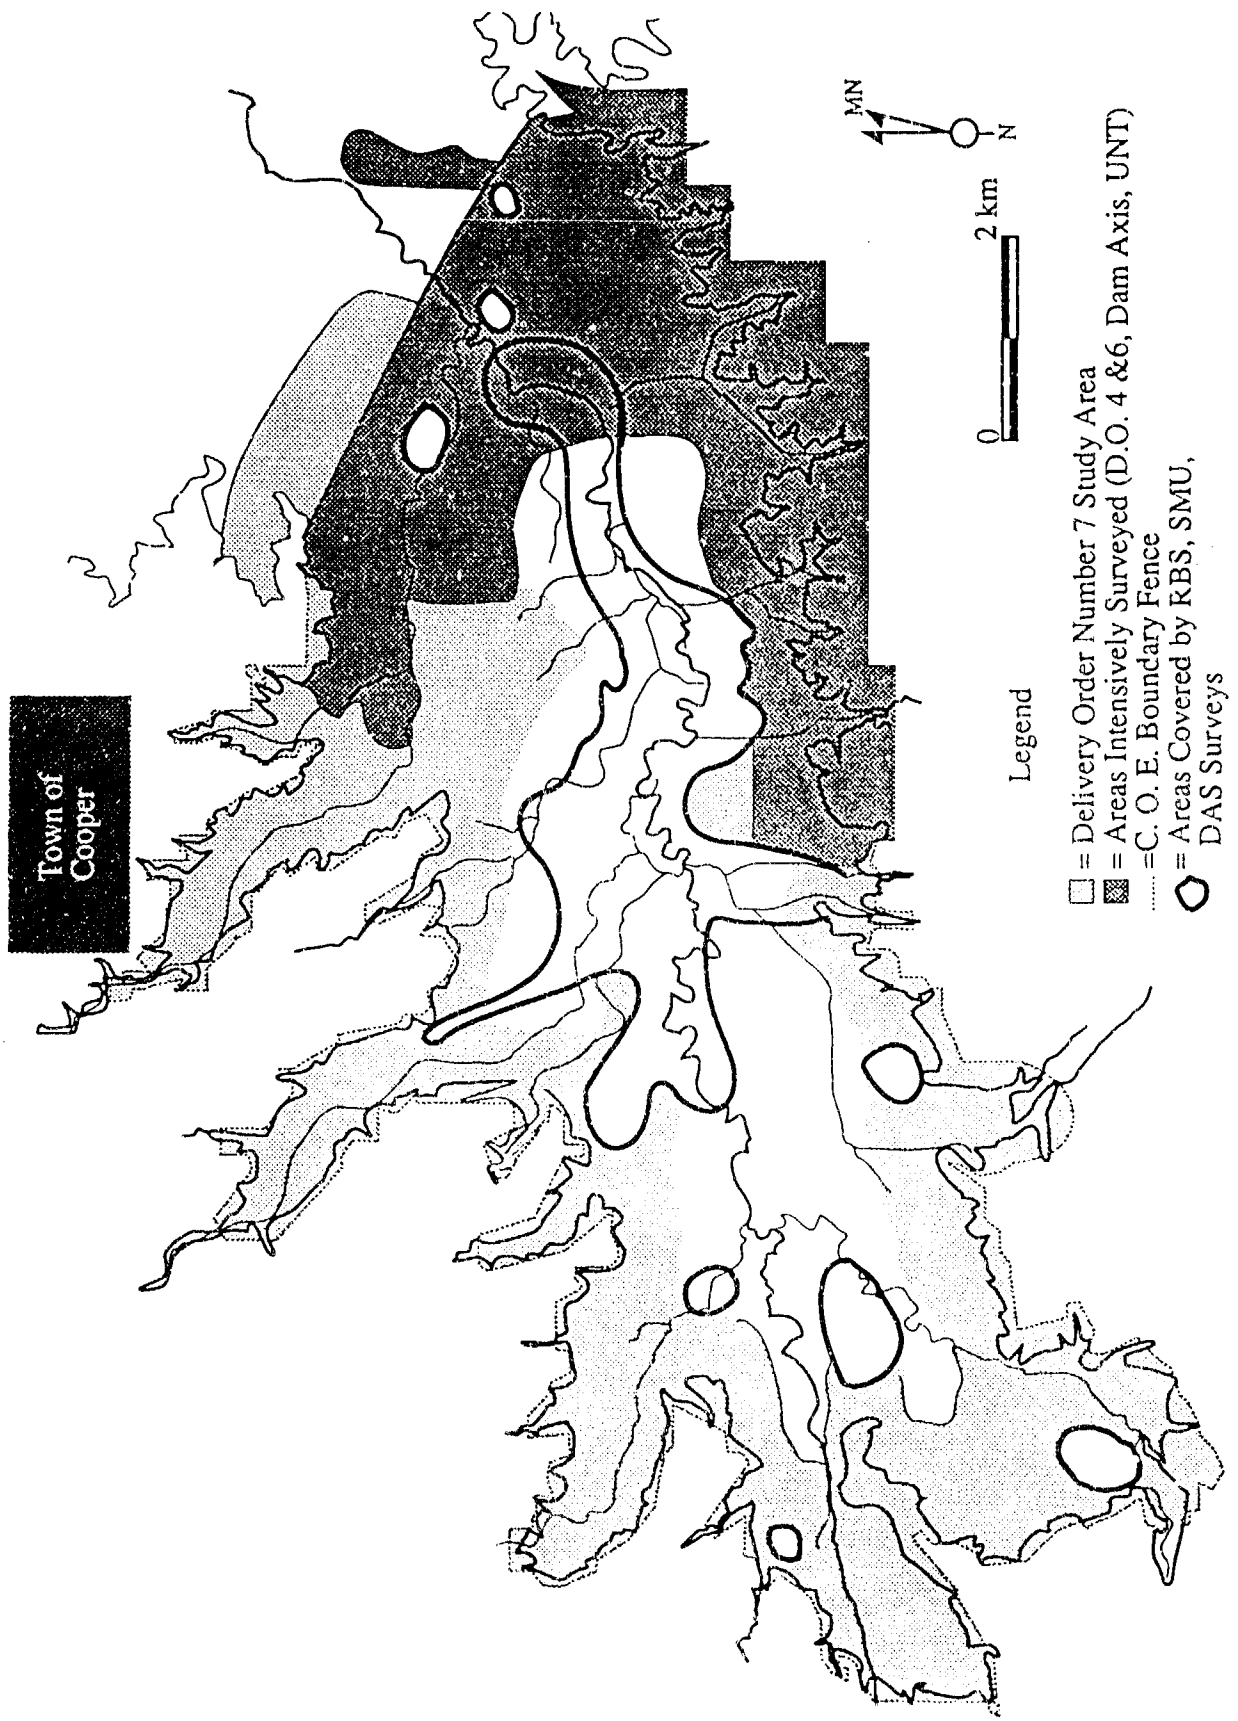 Town of
Cooper
MN
N
0 2 km
Legend
= Delivery Order Number 7 Study Area
= Areas Intensively Surveyed (D.O. 4 &6, Dam Axis, UNT)
=C. O. E. Boundary Fence
= Areas Covered by RBS, SMU,
DAS Surveys